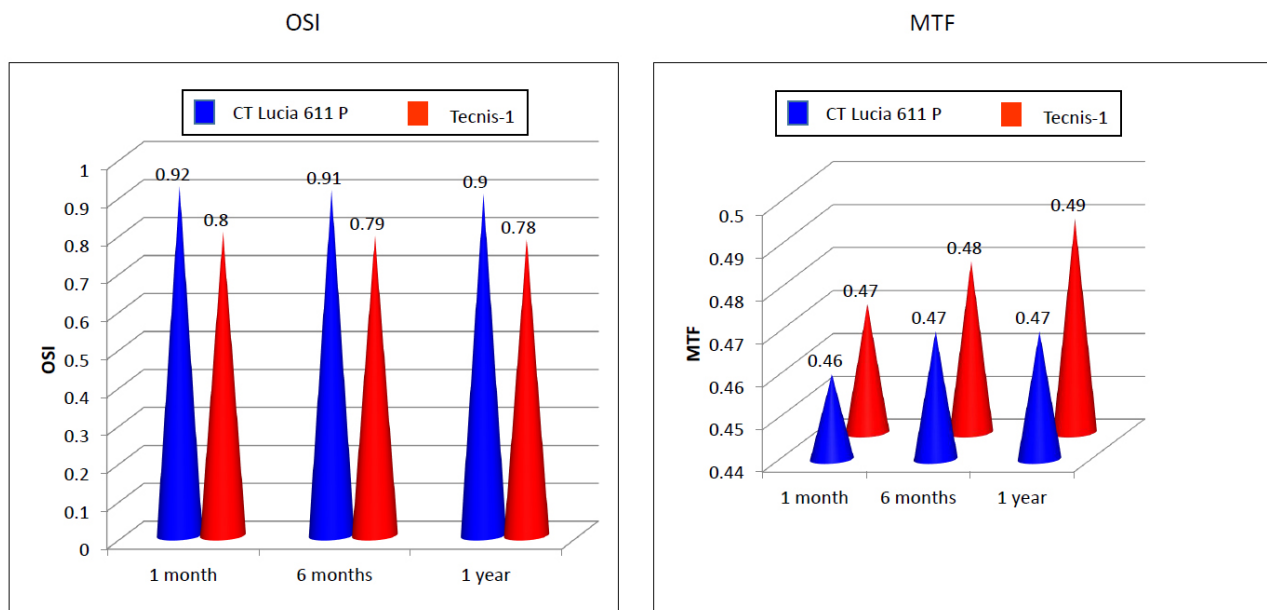 OSI
MTF
CT Lucia 611 P
Tecnis-1
OSI
1
0.9
0.8
0.7
0.6
0.5
0.4
0.3
0.2
0.1
0
0.92
0.8
0.91
0.79
0.9
0.78
1 month
6 months
1 year
CT Lucia 611 P
Tecnis-1
MTF
0.5
0.49
0.48
0.47
0.46
0.45
0.44
0.46
0.47
0.47
0.48
0.47
0.49
1 month
6 months
1 year